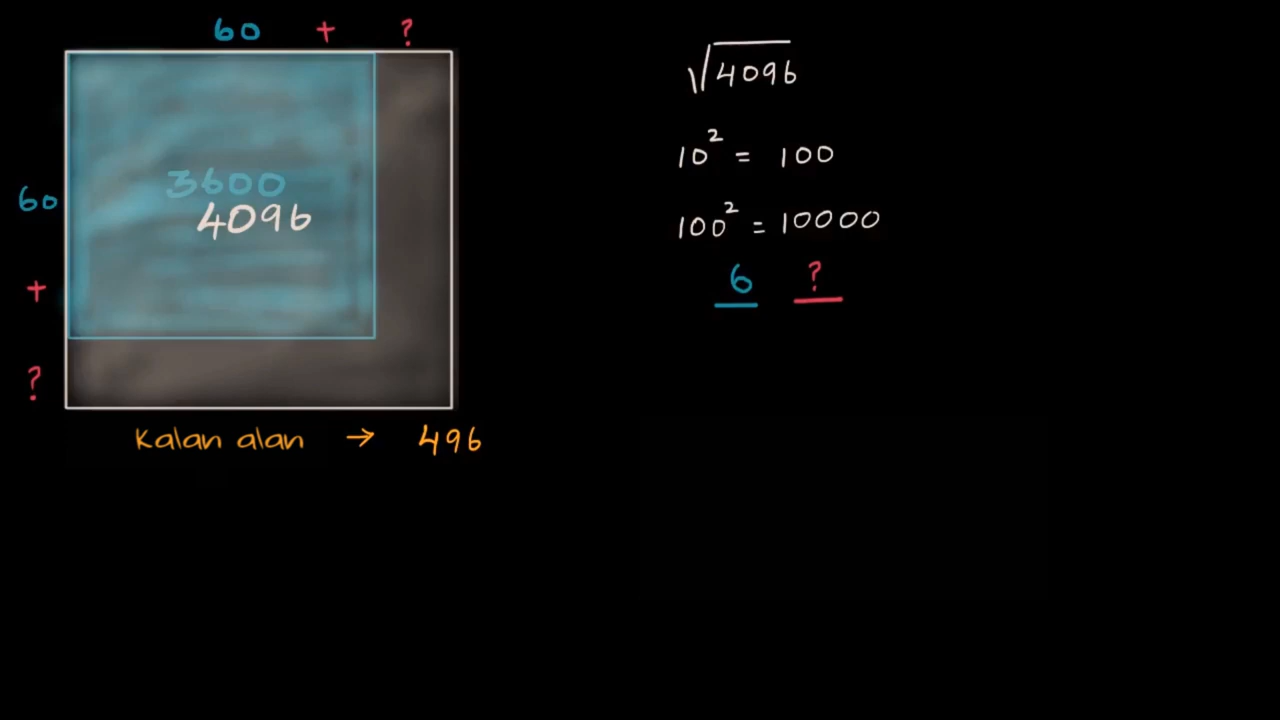 60 + ?
60
+
?
3600
4096
Kalan alan → 496
√4096
10² = 100
100² = 10000
6 ?